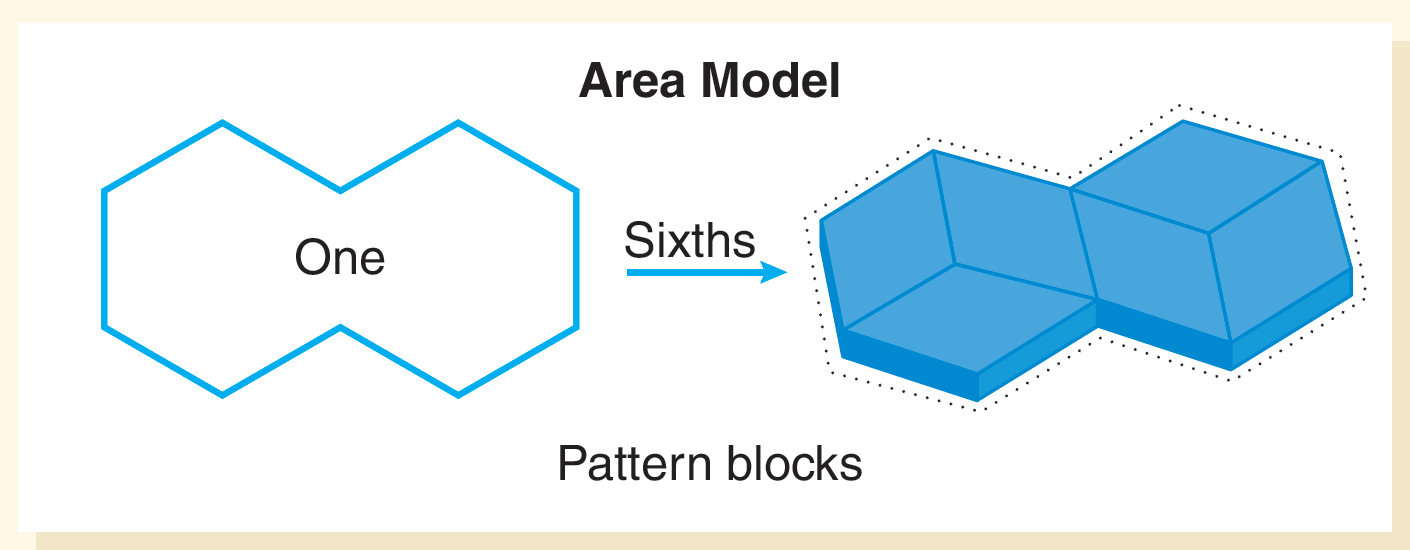 Area Model
One
Sixths
Pattern blocks